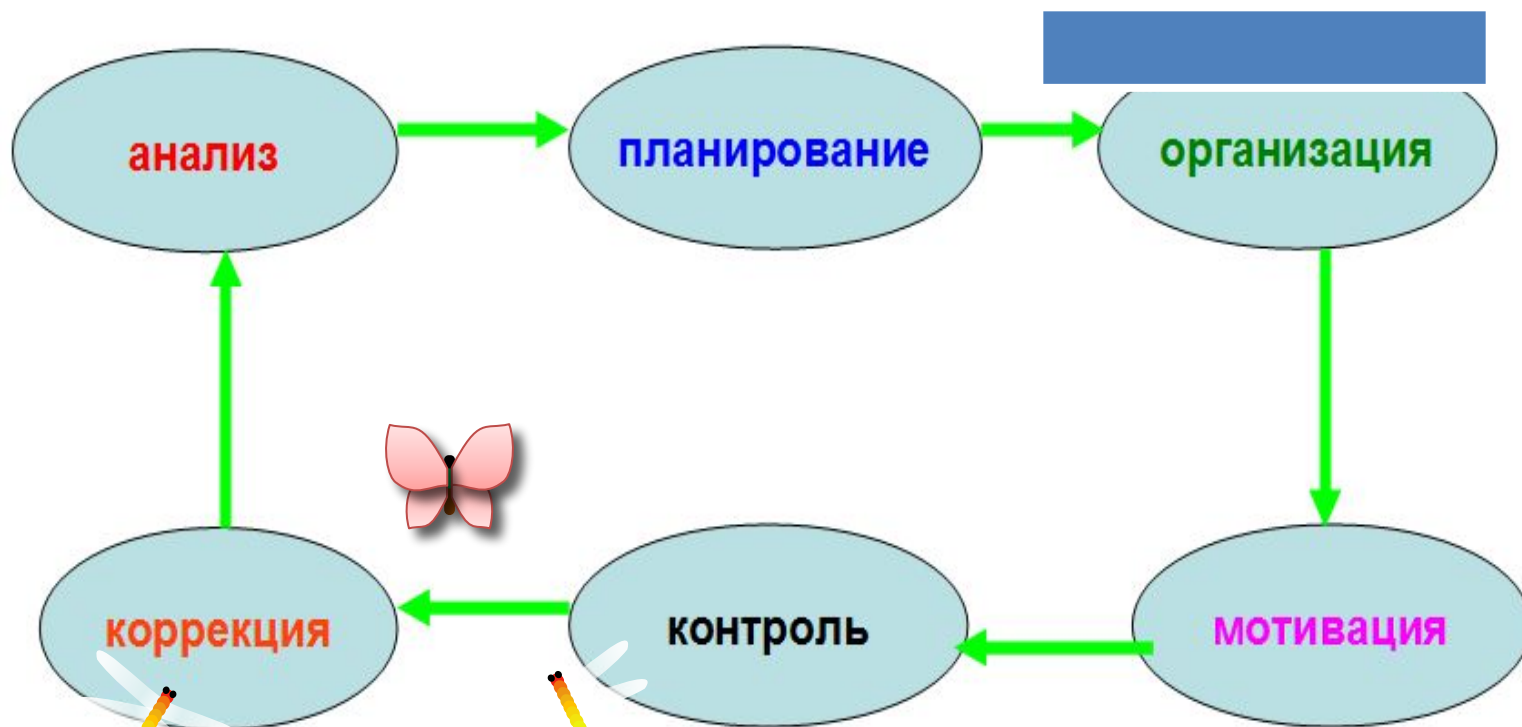 анализ
планирование
организация
коррекция
контроль
мотивация